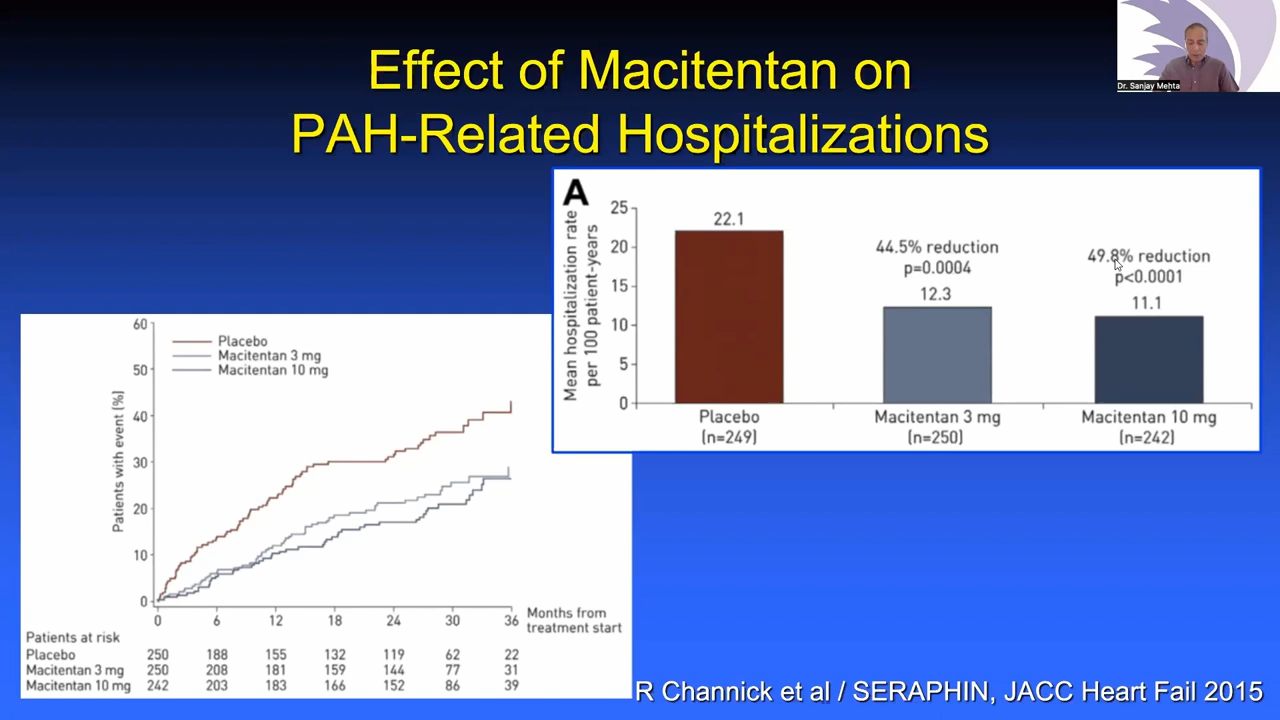 Effect of Macitentan on
PAH-Related Hospitalizations
Dr. Sanjay Mehta
A
Mean hospitalization rate
per 100 patient-years
25
20
15
10
5
0
22.1
44.5% reduction
p=0.0004
12.3
49.8% reduction
p<0.0001
11.1
Placebo
(n=249)
Macitentan 3 mg
(n=250)
Macitentan 10 mg
(n=242)
Patients with event (%)
60
50
40
30
20
10
0
Placebo
Macitentan 3 mg
Macitentan 10 mg
0 6 12 18 24 30 36
Months from
treatment start
Patients at risk
Placebo 250 188 155 132 119 62 22
Macitentan 3 mg 250 208 181 159 144 77 31
Macitentan 10 mg 242 203 183 166 152 86 39
R Channick et al / SERAPHIN, JACC Heart Fail 2015